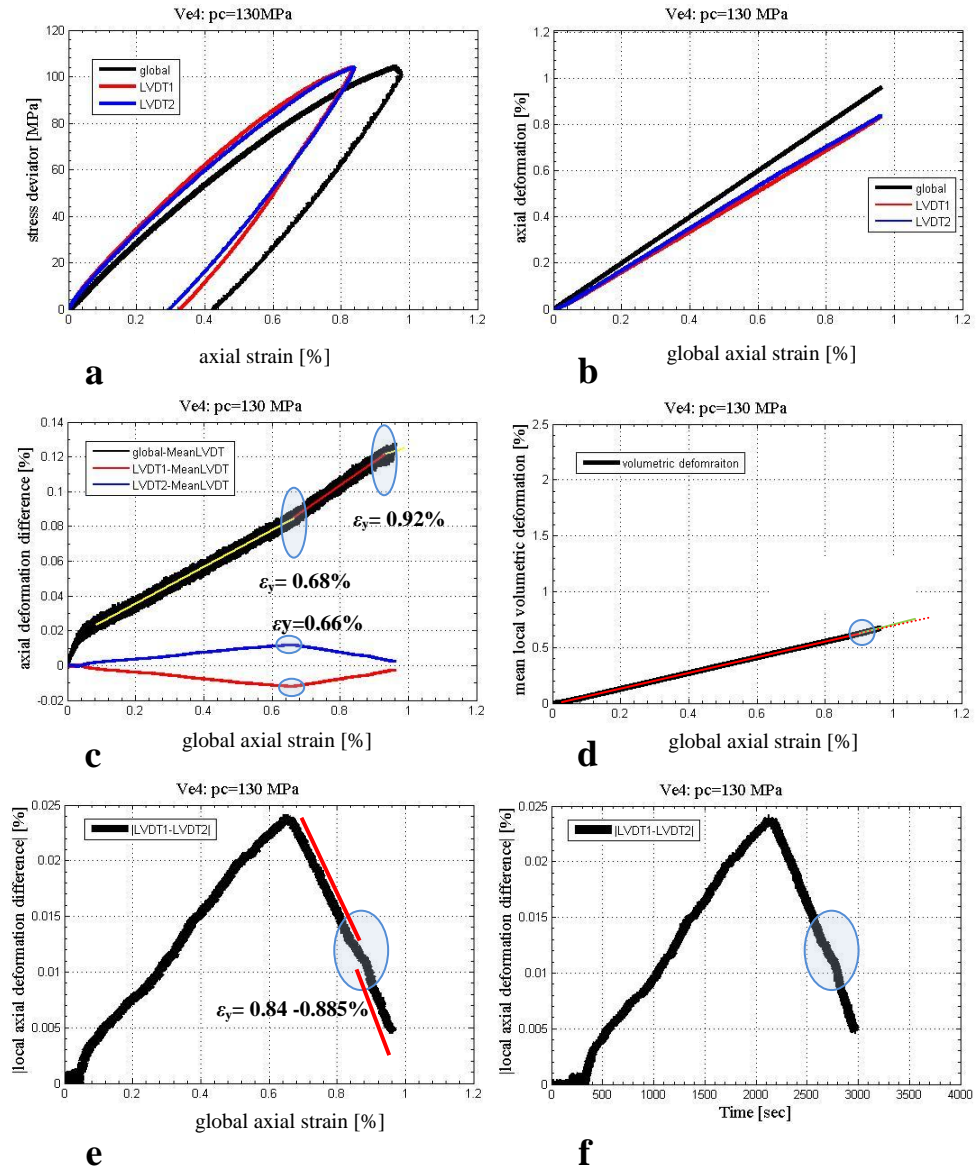 Ve4: pc=130MPa
stress deviator [MPa]
120
100
80
60
40
20
0
global
LVDT1
LVDT2
0 0.2 0.4 0.6 0.8 1 1.2
axial strain [%]
a
Ve4: pc=130MPa
axial deformation [%]
1.2
1
0.8
0.6
0.4
0.2
0
global
LVDT1
LVDT2
0 0.2 0.4 0.6 0.8 1 1.2
global axial strain [%]
b
Ve4: pc=130 MPa
axial deformation difference [%]
0.14
0.12
0.1
0.08
0.06
0.04
0.02
0
-0.02
global-MeanLVDT
LVDT1-MeanLVDT
LVDT2-MeanLVDT
εy= 0.92%
εy= 0.68%
εy=0.66%
0 0.2 0.4 0.6 0.8 1 1.2
global axial strain [%]
c
Ve4: pc=130 MPa
mean local volumetric deformation [%]
2.5
2
1.5
1
0.5
0
volumetric defomraiton
0 0.2 0.4 0.6 0.8 1 1.2
global axial strain [%]
d
Ve4: pc=130 MPa
|local axial deformation difference| [%]
0.025
0.02
0.015
0.01
0.005
0
|LVDT1-LVDT2|
εy= 0.84 -0.885%
0 0.2 0.4 0.6 0.8 1 1.2
global axial strain [%]
e
Ve4: pc=130 MPa
|local axial deformation difference| [%]
0.025
0.02
0.015
0.01
0.005
0
|LVDT1-LVDT2|
0 500 1000 1500 2000 2500 3000 3500 4000
Time [sec]
f